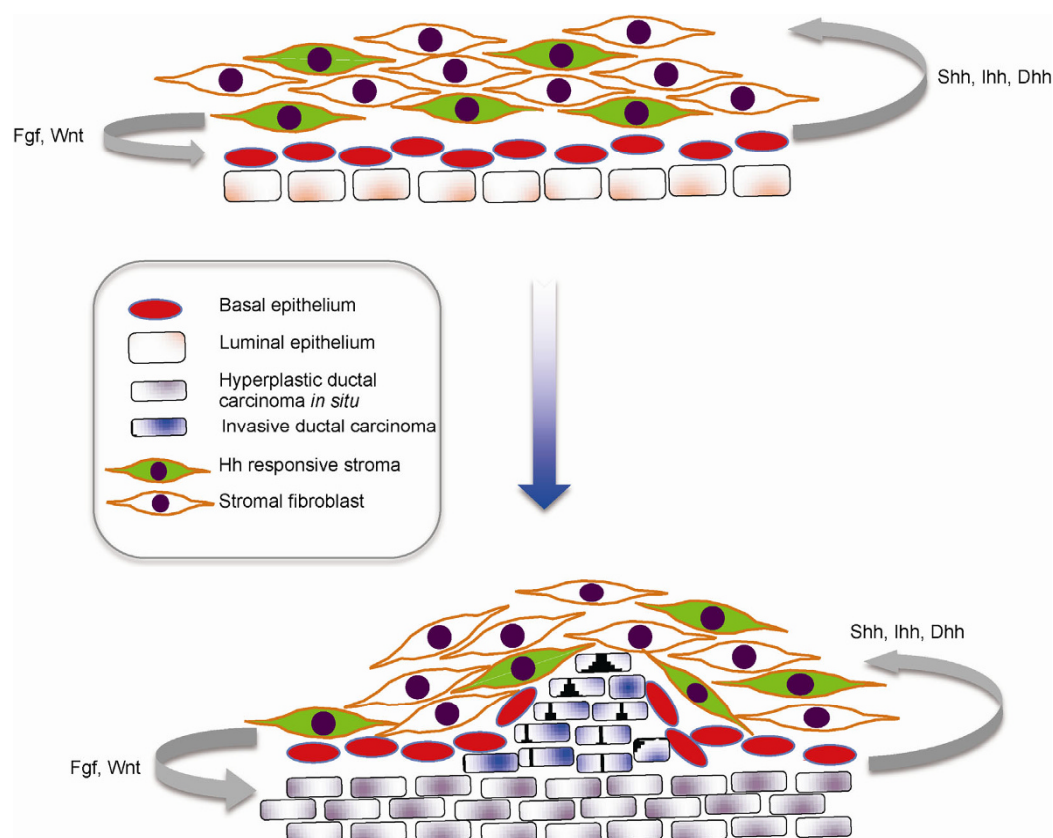 Shh, Ihh, Dhh
Fgf, Wnt
Basal epithelium
Luminal epithelium
Hyperplastic ductal
carcinoma in situ
Invasive ductal carcinoma
Hh responsive stroma
Stromal fibroblast
Shh, Ihh, Dhh
Fgf, Wnt